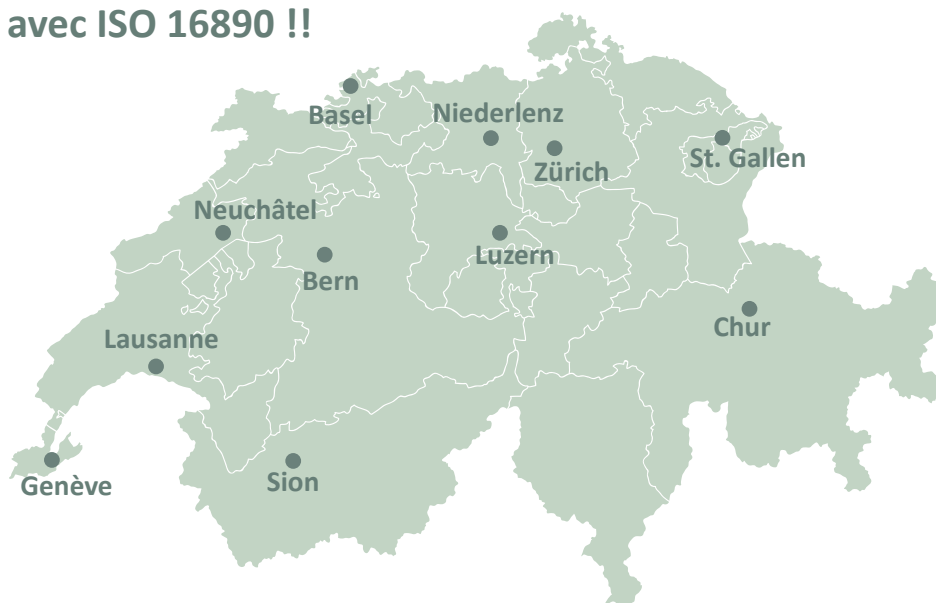 avec ISO 16890 !!
Basel
Niederlenz
Zürich
St. Gallen
Neuchâtel
Luzern
Bern
Chur
Lausanne
Genève
Sion